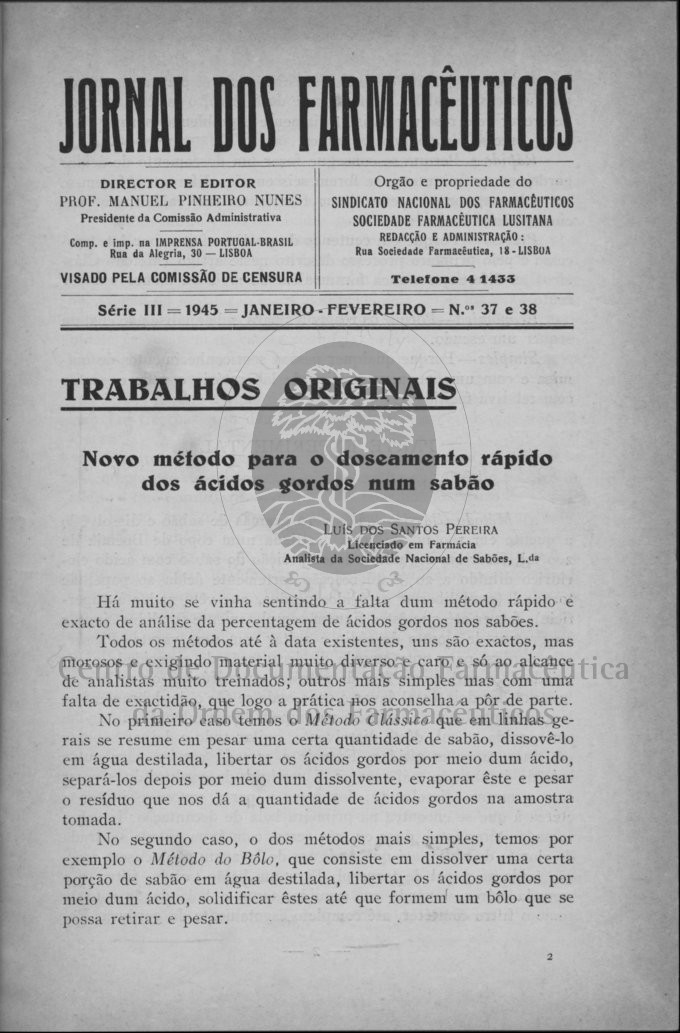 JORNAL DOS FARMACÊUTICOS
DIRECTOR E EDITOR
PROF. MANUEL PINHEIRO NUNES
Presidente da Comissão Administrativa
Comp. e imp. na IMPRENSA PORTUGAL-BRASIL
Rua da Alegria, 30 — LISBOA
VISADO PELA COMISSÃO DE CENSURA
Orgão e propriedade do
SINDICATO NACIONAL DOS FARMACÊUTICOS
SOCIEDADE FARMACÊUTICA LUSITANA
REDACÇÃO E ADMINISTRAÇÃO:
Rua Sociedade Farmacêutica, 18 - LISBOA
Telefone 4 1433
Série III = 1945 = JANEIRO - FEVEREIRO = N.os 37 e 38
TRABALHOS ORIGINAIS
Novo método para o doseamento rápido
dos ácidos gordos num sabão
LUÍS DOS SANTOS PEREIRA
Licenciado em Farmácia
Analista da Sociedade Nacional de Sabões, L.da
Há muito se vinha sentindo a falta dum método rápido e
exacto de análise da percentagem de ácidos gordos nos sabões.
Todos os métodos até à data existentes, uns são exactos, mas
morosos e exigindo material muito diverso e caro e só ao alcance
de analistas muito treinados; outros mais simples mas com uma
falta de exactidão, que logo a prática nos aconselha a pôr de parte.
No primeiro caso temos o Método Clássico que em linhas ge-
rais se resume em pesar uma certa quantidade de sabão, dissovê-lo
em água destilada, libertar os ácidos gordos por meio dum ácido,
separá-los depois por meio dum dissolvente, evaporar êste e pesar
o resíduo que nos dá a quantidade de ácidos gordos na amostra
tomada.
No segundo caso, o dos métodos mais simples, temos por
exemplo o Método do Bôlo, que consiste em dissolver uma certa
porção de sabão em água destilada, libertar os ácidos gordos por
meio dum ácido, solidificar êstes até que formem um bôlo que se
possa retirar e pesar.
2
Centro de Documentação Farmacêutica
da Ordem dos Farmacêuticos